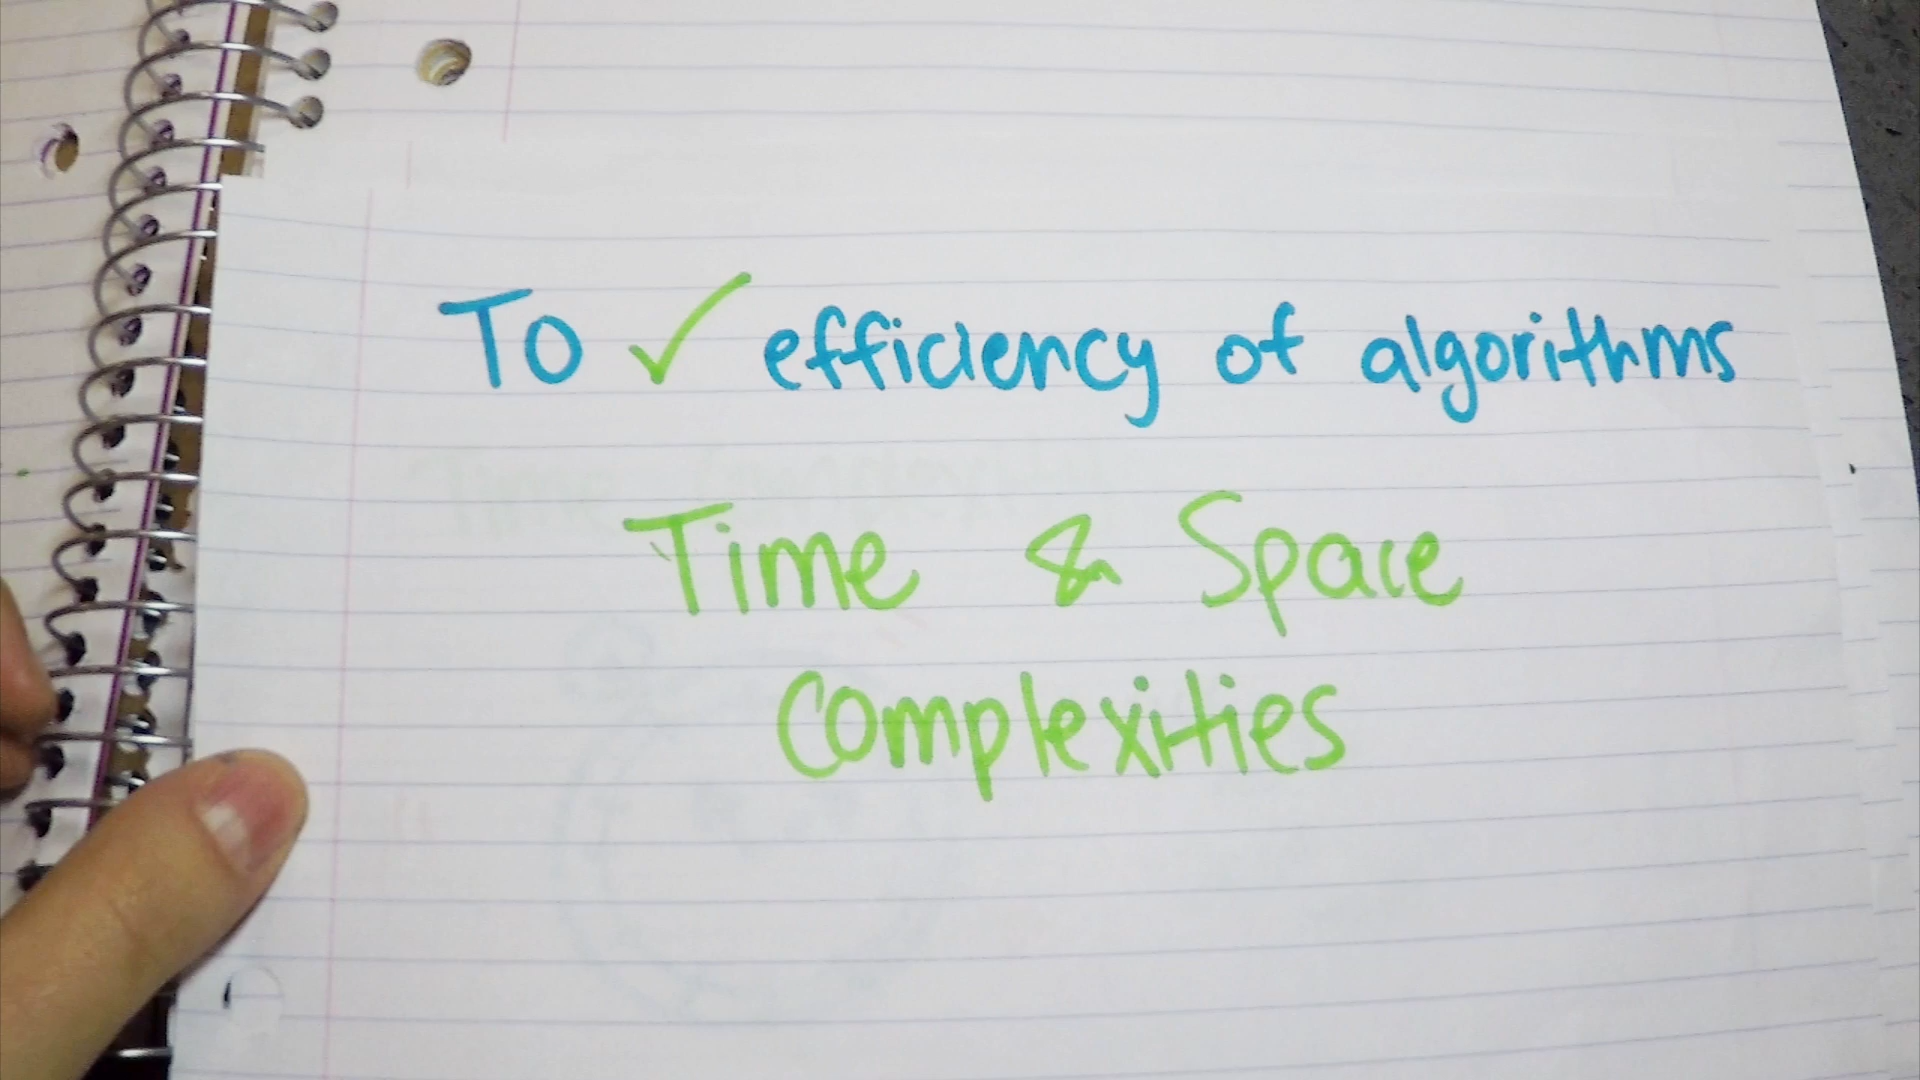 To ✓ efficiency of algorithms
Time & Space
Complexities